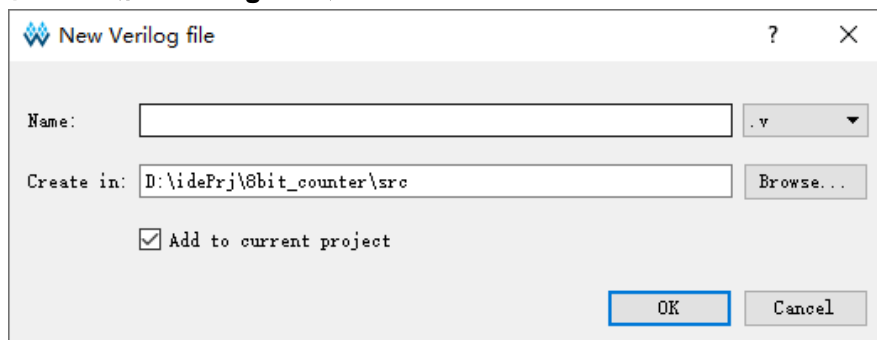 New Verilog file ? ×
Name: .v
Create in: D:\idePrj\8bit_counter\src Browse...
Add to current project
OK Cancel